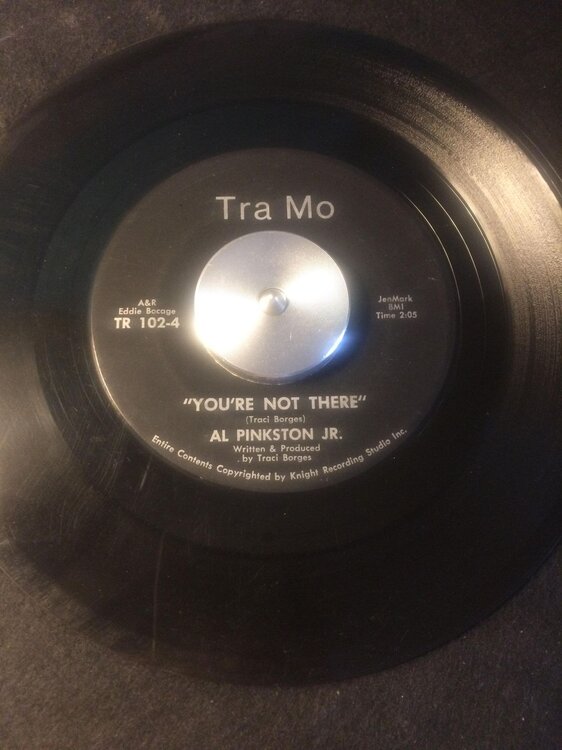 Tra Mo
A&R
Eddie Bocage
TR 102-4
JenMark
BMI
Time 2:05
"YOU'RE NOT THERE"
(Traci Borges)
AL PINKSTON JR.
Written & Produced
by Traci Borges
Entire Contents Copyrighted by Knight Recording Studio Inc.